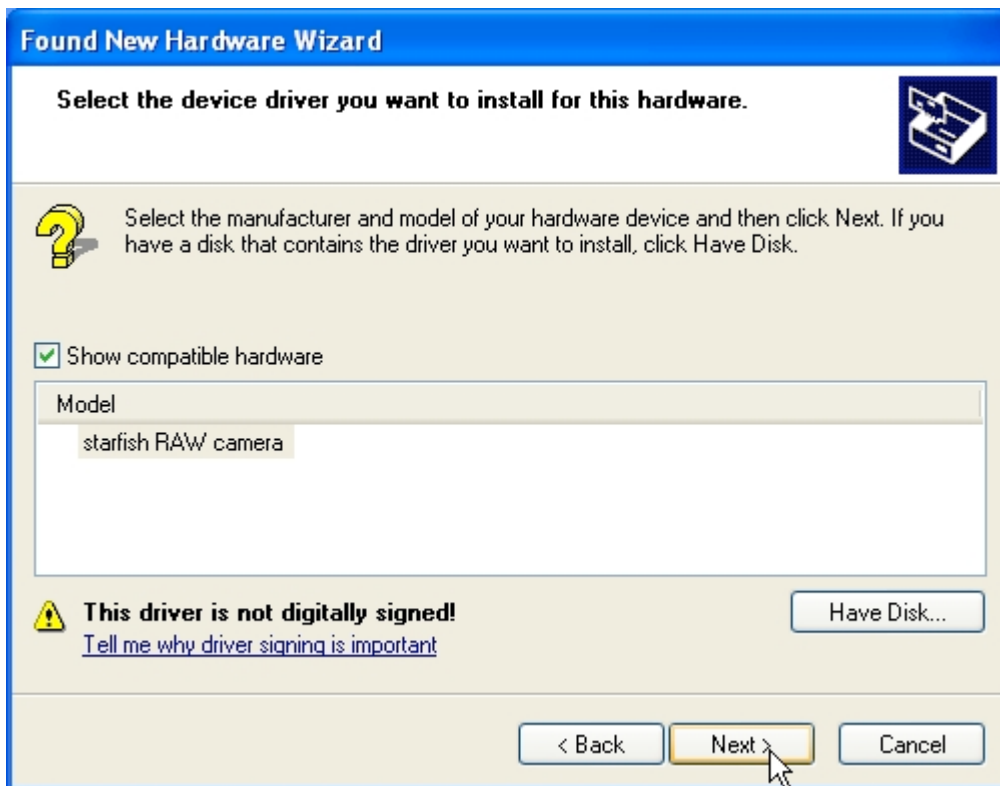 Found New Hardware Wizard
Select the device driver you want to install for this hardware.
Select the manufacturer and model of your hardware device and then click Next. If you
have a disk that contains the driver you want to install, click Have Disk.
Show compatible hardware
Model
starfish RAW camera
This driver is not digitally signed!
Have Disk...
Tell me why driver signing is important
< Back
Next >
Cancel